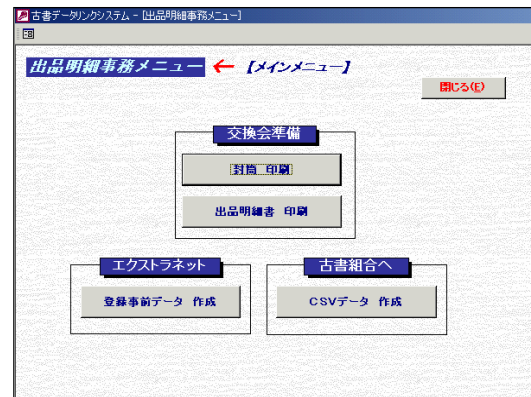 古書データリンクシステム - [出品明細事務メニュー]
出品明細事務メニュー ← 【メインメニュー】
閉じる(E)
交換会準備
封筒 印刷
出品明細書 印刷
エクストラネット
登録事前データ 作成
古書組合へ
CSVデータ 作成